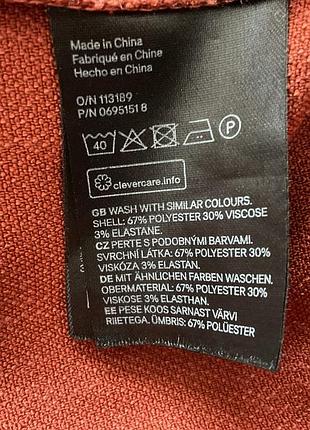 Made in China
Fabriqué en Chine
Hecho en China
O/N 113189
P/N 0695151 8
40
P
clevercare.info
GB WASH WITH SIMILAR COLOURS.
SHELL: 67% POLYESTER 30% VISCOSE
3% ELASTANE.
CZ PERTE S PODOBNÝMI BARVAMI.
SVRCHNÍ LÁTKA: 67% POLYESTER 30%
VISKÓZA 3% ELASTAN.
DE MIT ÄHNLICHEN FARBEN WASCHEN.
OBERMATERIAL: 67% POLYESTER 30%
VISKOSE 3% ELASTHAN.
EE PESE KOOS SARNAST VÄRVI
RIIETEGA. ÜMBRIS: 67% POLÜESTER